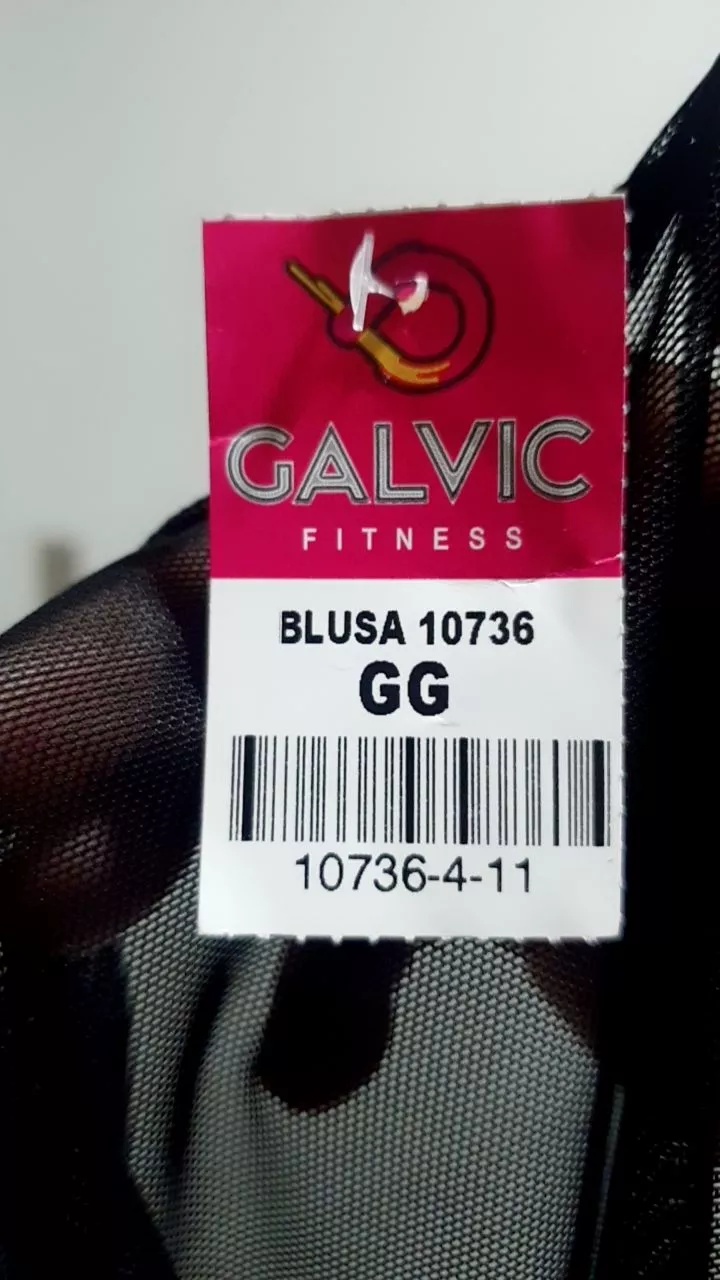 GALVIC
FITNESS
BLUSA 10736
GG
10736-4-11